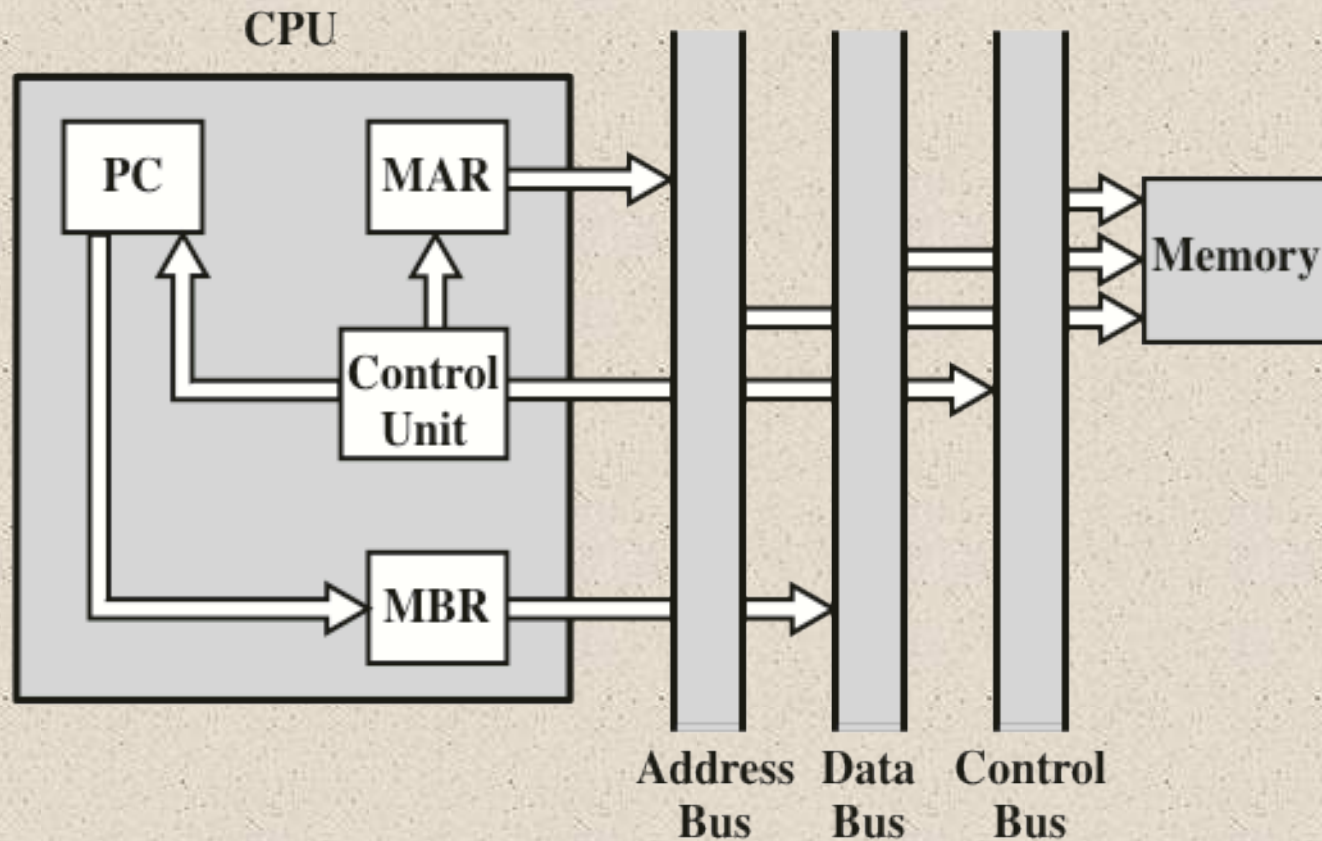 CPU
PC
MAR
Memory
Control
Unit
MBR
Address
Bus
Data
Bus
Control
Bus